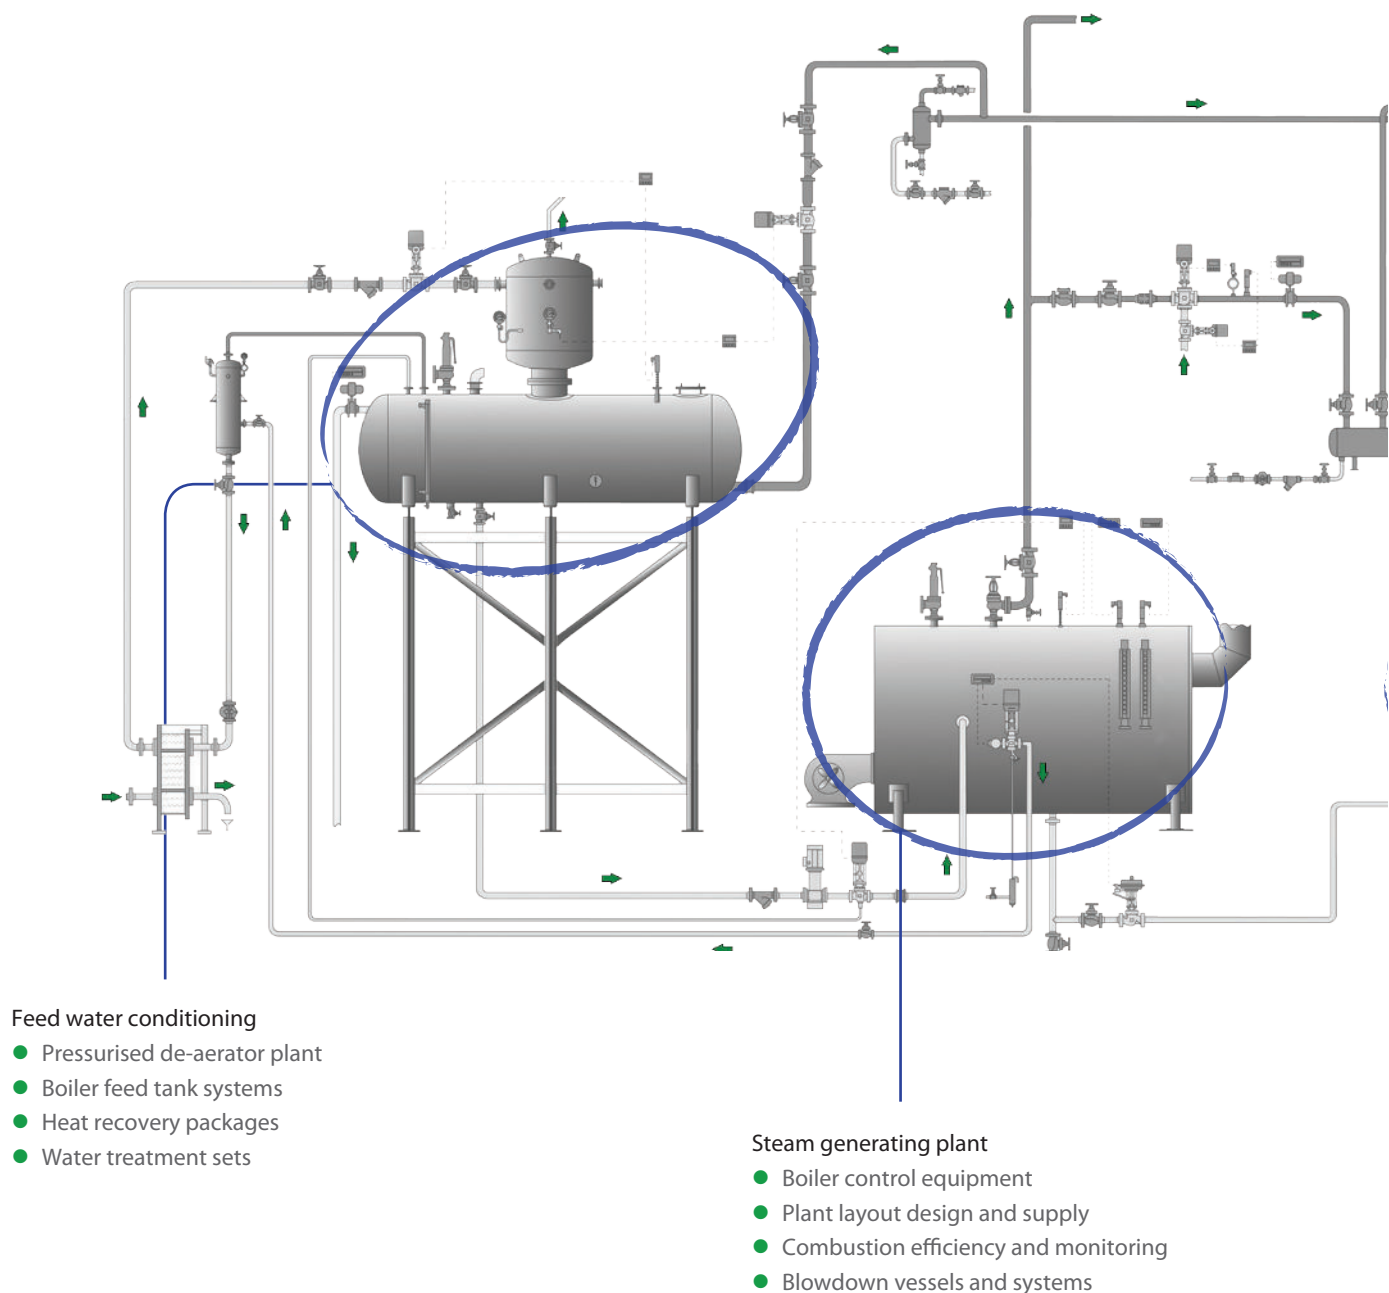 Feed water conditioning
Pressurised de-aerator plant
Boiler feed tank systems
Heat recovery packages
Water treatment sets
Steam generating plant
Boiler control equipment
Plant layout design and supply
Combustion efficiency and monitoring
Blowdown vessels and systems